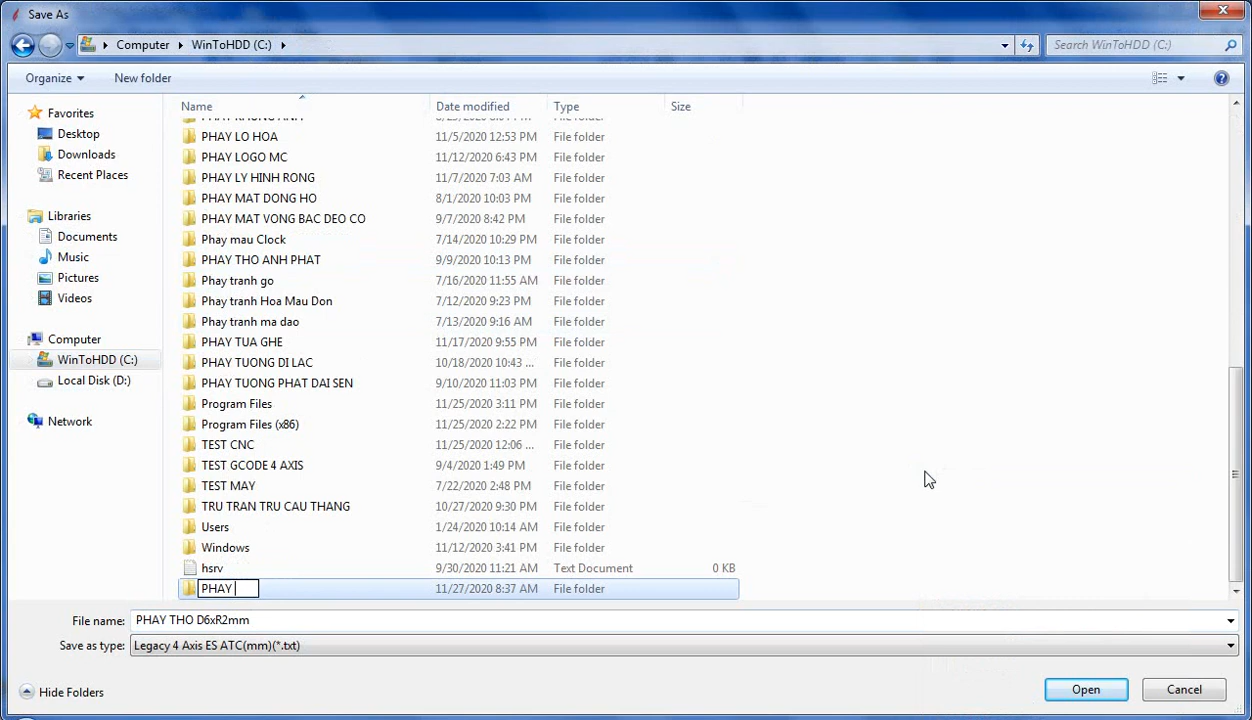 Save As
Computer WinToHDD (C:)
Search WinToHDD (C:)
Organize New folder
Name Date modified Type Size
Favorites
Desktop
Downloads
Recent Places
Libraries
Documents
Music
Pictures
Videos
Computer
WinToHDD (C:)
Local Disk (D:)
Network
PHAY LO HOA 11/5/2020 12:53 PM File folder
PHAY LOGO MC 11/12/2020 6:43 PM File folder
PHAY LY HINH RONG 11/7/2020 7:03 AM File folder
PHAY MAT DONG HO 8/1/2020 10:03 PM File folder
PHAY MAT VONG BAC DEO CO 9/7/2020 8:42 PM File folder
Phay mau Clock 7/14/2020 10:29 PM File folder
PHAY THO ANH PHAT 9/9/2020 10:13 PM File folder
Phay tranh go 7/16/2020 11:55 AM File folder
Phay tranh Hoa Mau Don 7/12/2020 9:23 PM File folder
Phay tranh ma dao 7/13/2020 9:16 AM File folder
PHAY TUA GHE 11/17/2020 9:55 PM File folder
PHAY TUONG DI LAC 10/18/2020 10:43 ... File folder
PHAY TUONG PHAT DAI SEN 9/10/2020 11:03 PM File folder
Program Files 11/25/2020 3:11 PM File folder
Program Files (x86) 11/25/2020 2:22 PM File folder
TEST CNC 11/25/2020 12:06 ... File folder
TEST GCODE 4 AXIS 9/4/2020 1:49 PM File folder
TEST MAY 7/22/2020 2:48 PM File folder
TRU TRAN TRU CAU THANG 10/27/2020 9:30 PM File folder
Users 1/24/2020 10:14 AM File folder
Windows 11/12/2020 3:41 PM File folder
hsrv 9/30/2020 11:21 AM Text Document 0 KB
PHAY 11/27/2020 8:37 AM File folder
File name: PHAY THO D6xR2mm
Save as type: Legacy 4 Axis ES ATC(mm)(*.txt)
Hide Folders Open Cancel